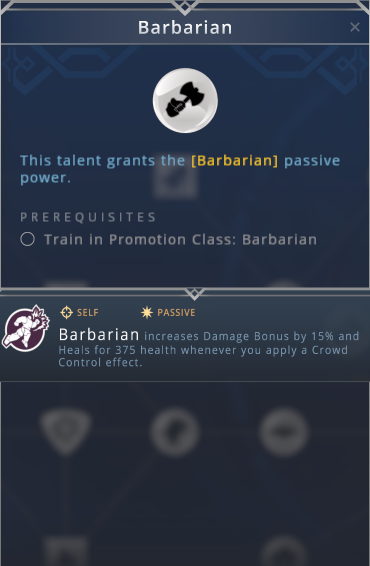 Barbarian
This talent grants the [Barbarian] passive
power.
PREREQUISITES
Train in Promotion Class: Barbarian
SELF PASSIVE
Barbarian increases Damage Bonus by 15% and
Heals for 375 health whenever you apply a Crowd
Control effect.